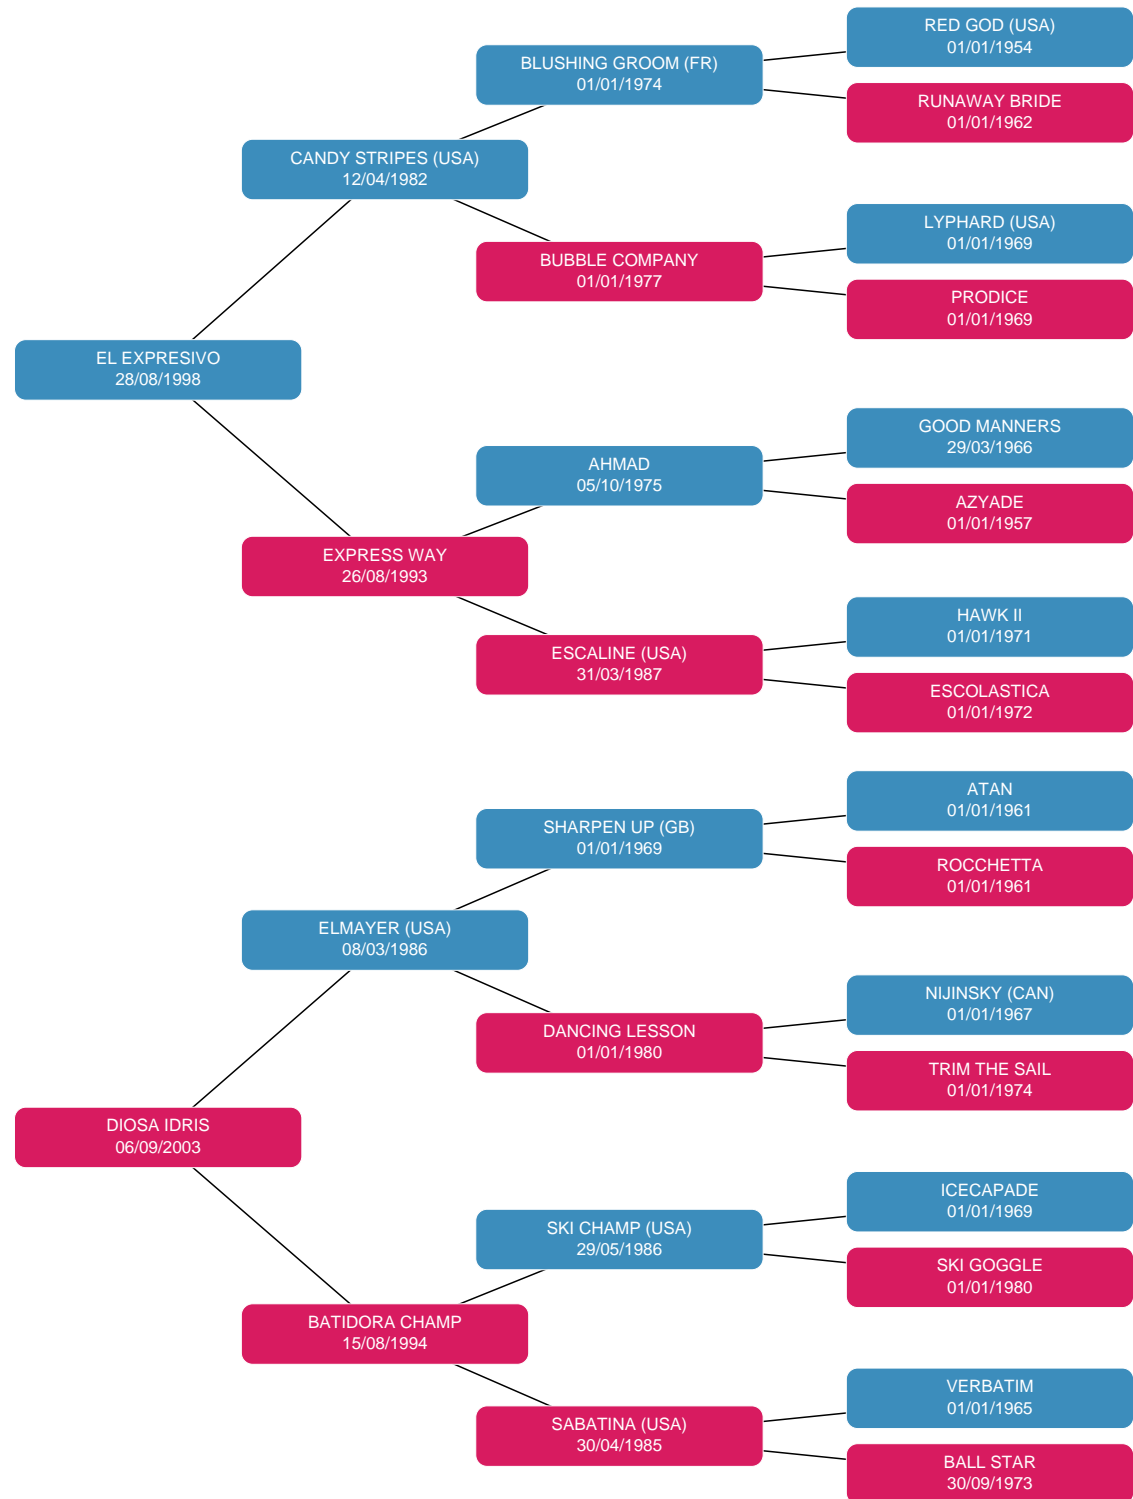 RED GOD (USA)
01/01/1954
BLUSHING GROOM (FR)
01/01/1974
RUNAWAY BRIDE
01/01/1962
CANDY STRIPES (USA)
12/04/1982
LYPHARD (USA)
01/01/1969
BUBBLE COMPANY
01/01/1977
PRODICE
01/01/1969
EL EXPRESIVO
28/08/1998
GOOD MANNERS
29/03/1966
AHMAD
05/10/1975
AZYADE
01/01/1957
EXPRESS WAY
26/08/1993
HAWK II
01/01/1971
ESCALINE (USA)
31/03/1987
ESCOLASTICA
01/01/1972
ATAN
01/01/1961
SHARPEN UP (GB)
01/01/1969
ROCCHETTA
01/01/1961
ELMAYER (USA)
08/03/1986
NIJINSKY (CAN)
01/01/1967
DANCING LESSON
01/01/1980
TRIM THE SAIL
01/01/1974
DIOSA IDRIS
06/09/2003
ICECAPADE
01/01/1969
SKI CHAMP (USA)
29/05/1986
SKI GOGGLE
01/01/1980
BATIDORA CHAMP
15/08/1994
VERBATIM
01/01/1965
SABATINA (USA)
30/04/1985
BALL STAR
30/09/1973